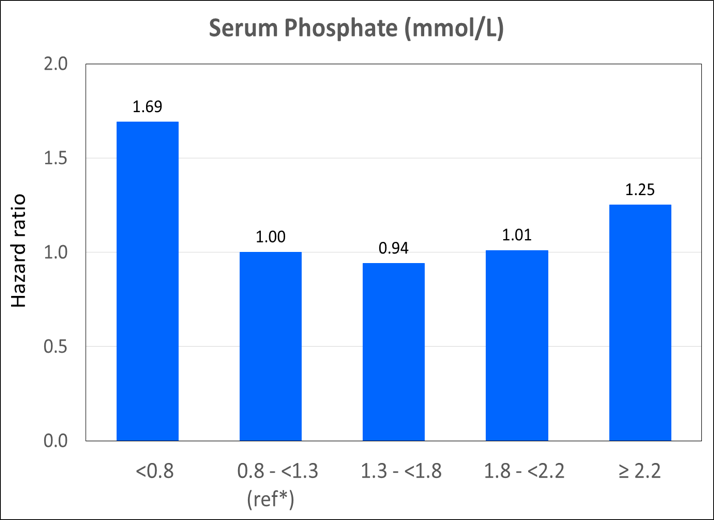 Serum Phosphate (mmol/L)
2.0
1.5
1.0
0.5
0.0
Hazard ratio
1.69
1.00
0.94
1.01
1.25
<0.8
0.8 - <1.3
(ref*)
1.3 - <1.8
1.8 - <2.2
≥ 2.2